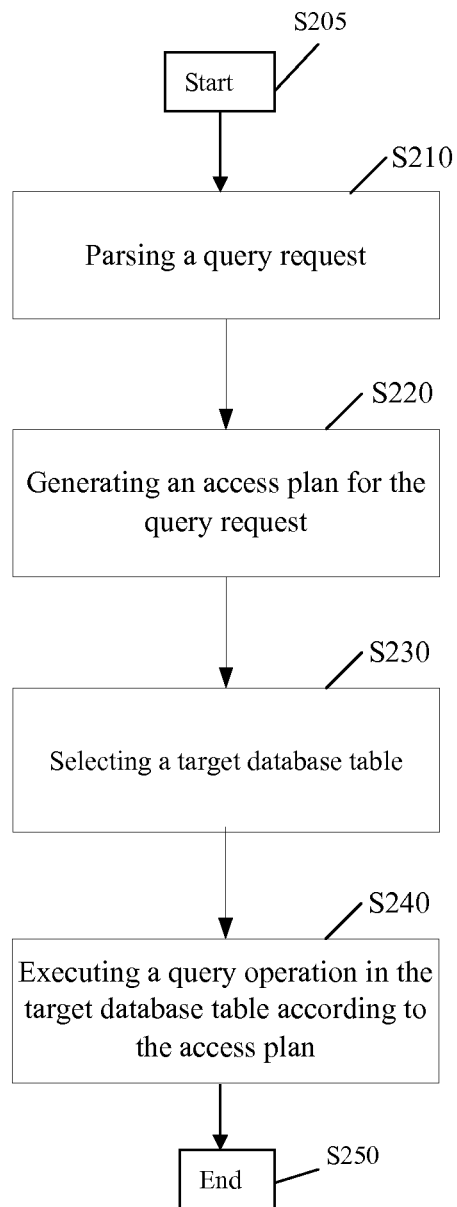 S205
Start
S210
Parsing a query request
S220
Generating an access plan for the
query request
S230
Selecting a target database table
S240
Executing a query operation in the
target database table according to
the access plan
S250
End